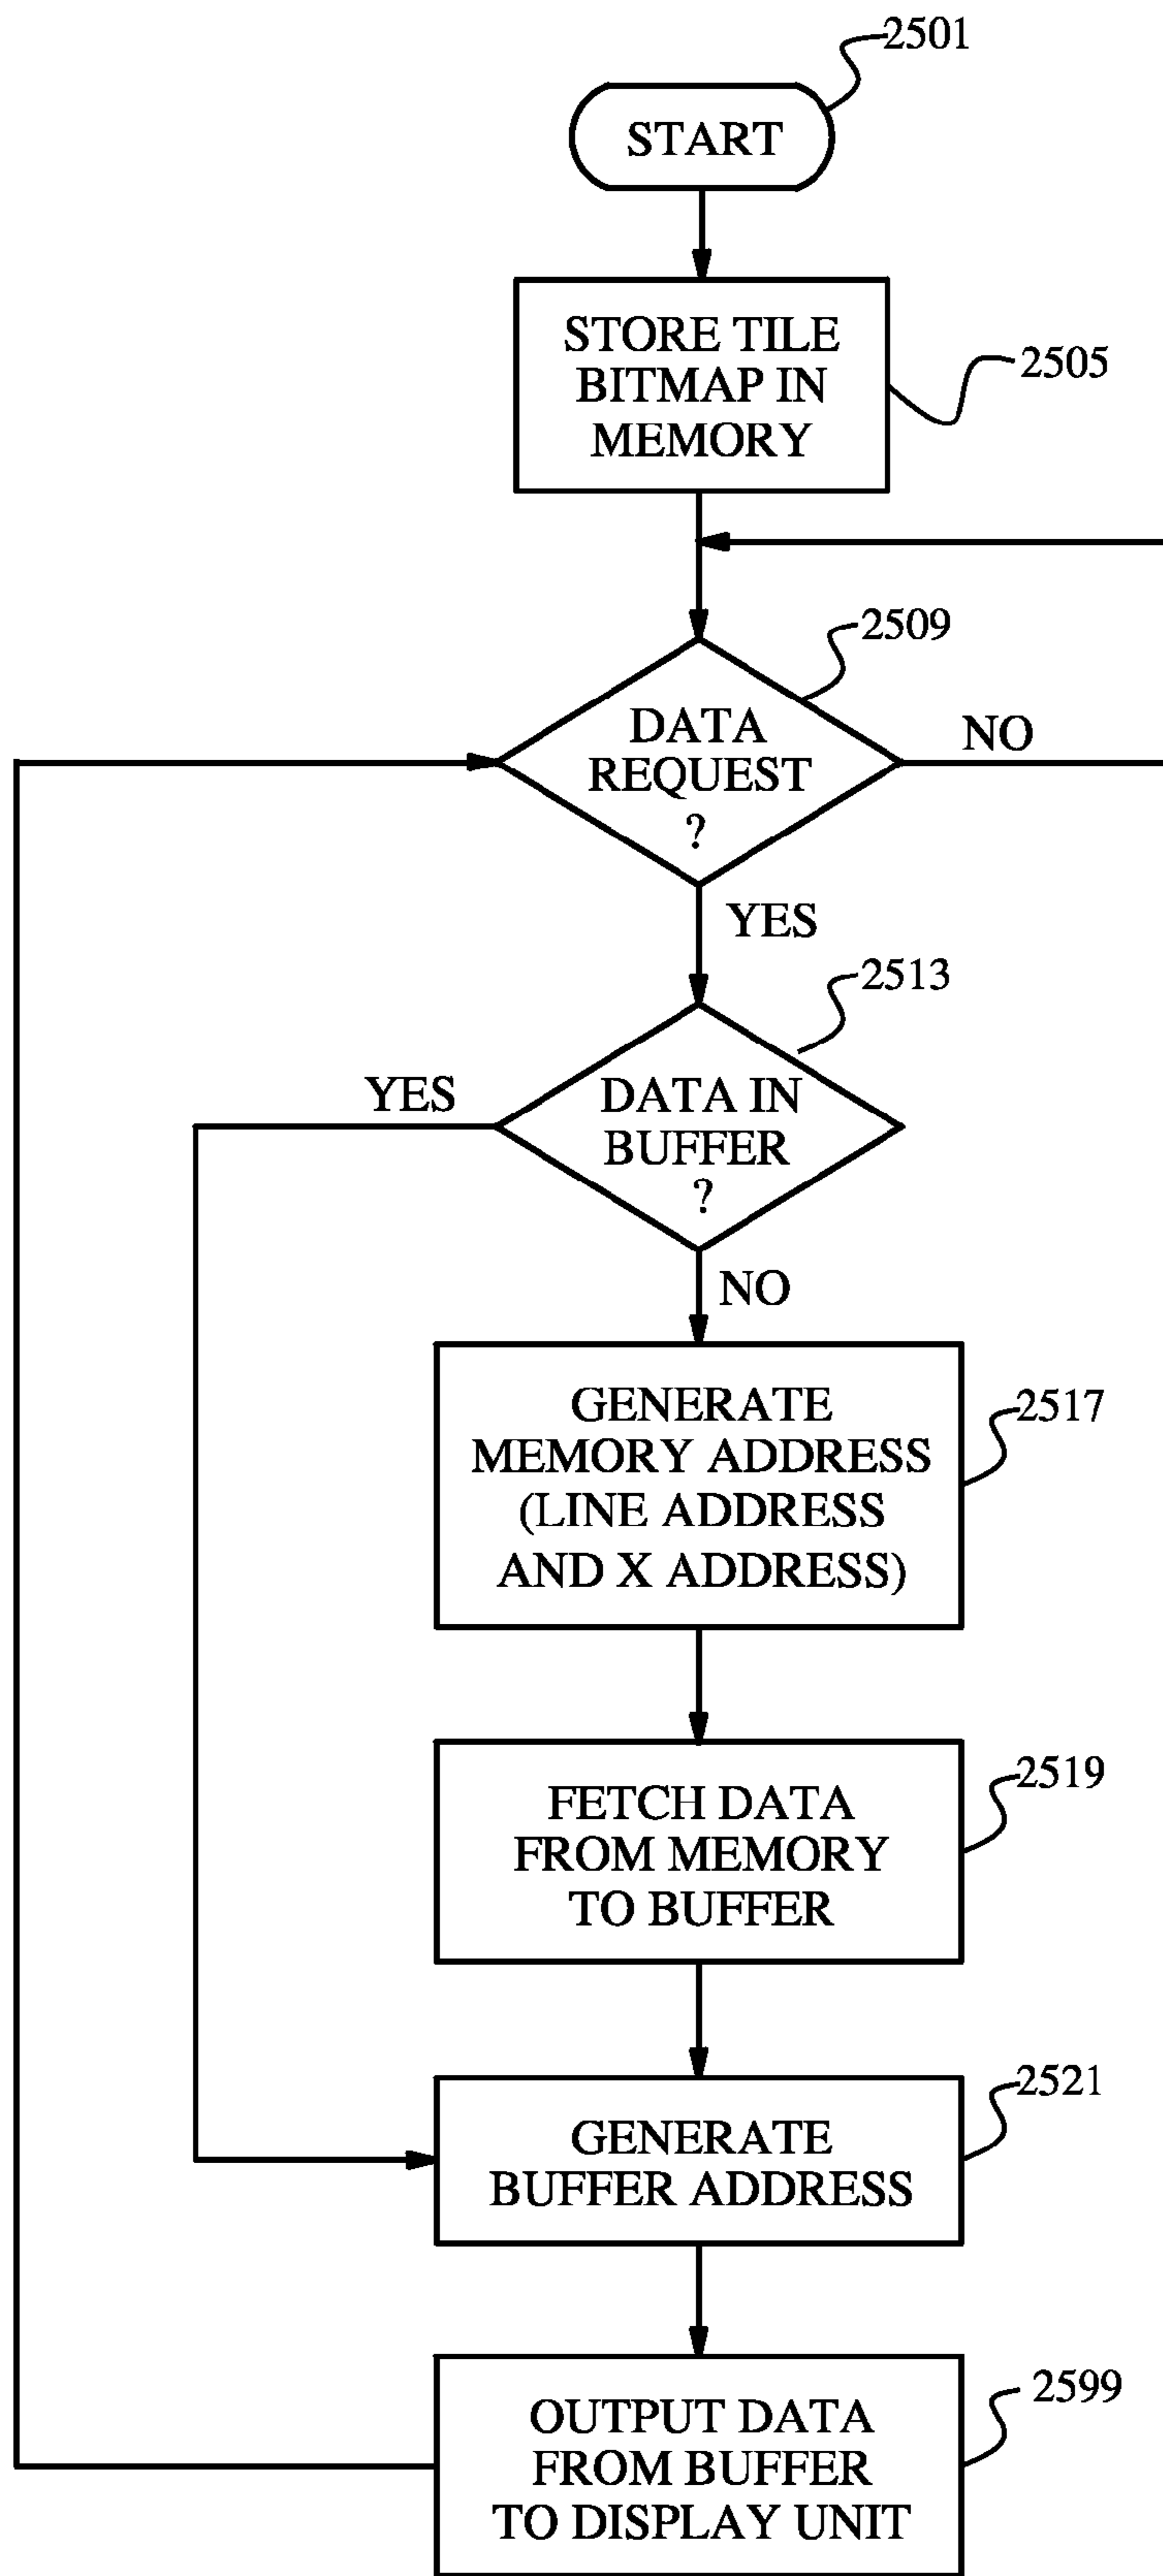 2501
START
STORE TILE
BITMAP IN
MEMORY
2505
2509
DATA
REQUEST
?
NO
YES
2513
YES
DATA IN
BUFFER
?
NO
GENERATE
MEMORY ADDRESS
(LINE ADDRESS
AND X ADDRESS)
2517
FETCH DATA
FROM MEMORY
TO BUFFER
2519
GENERATE
BUFFER ADDRESS
2521
OUTPUT DATA
FROM BUFFER
TO DISPLAY UNIT
2599